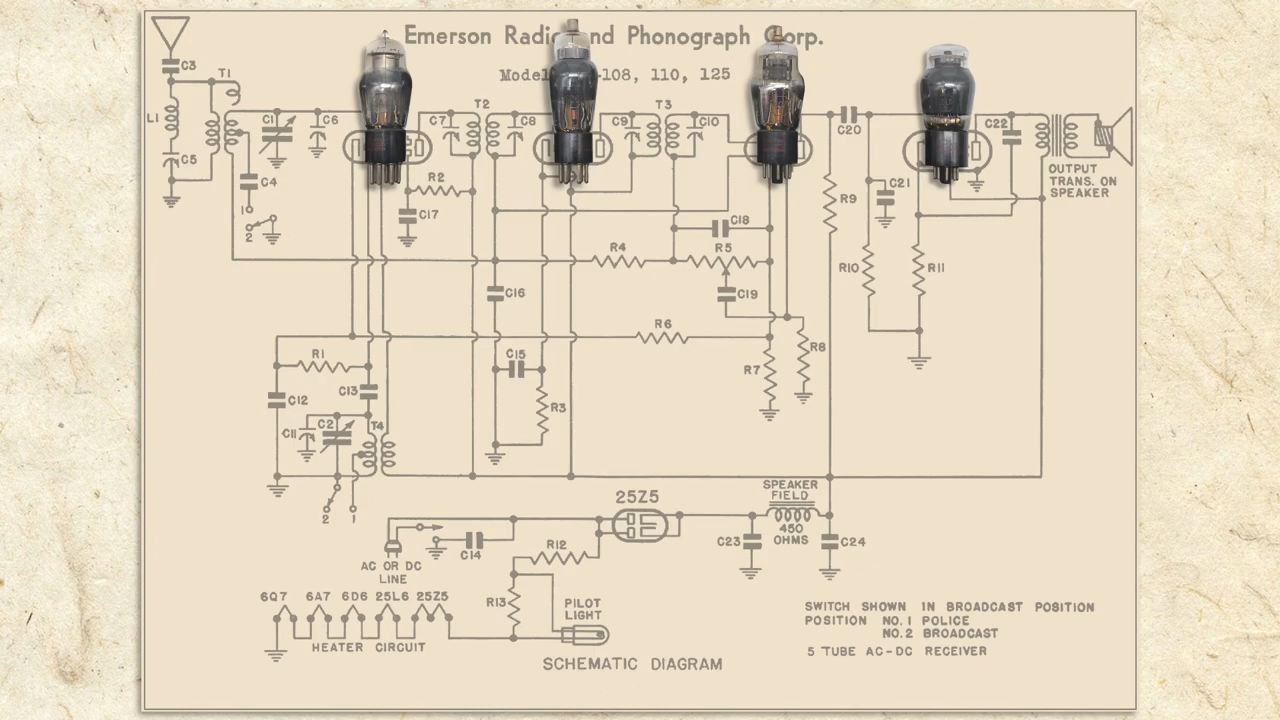 Emerson Radio and Phonograph Corp.
Model -108, 110, 125
C3
T1
L1
C5
C1
C6
C4
1
2
C7
T2
C8
C9
T3
C10
C20
C22
OUTPUT
TRANS. ON
SPEAKER
R2
C17
C21
R9
C18
R4
R5
R10
R11
C16
C19
R6
R1
C15
R7
R8
C13
C12
R3
C11
C2
T4
2
1
25Z5
SPEAKER
FIELD
450
OHMS
C23
C24
C14
R12
AC OR DC
LINE
6Q7 6A7 6D6 25L6 25Z5
R13
PILOT
LIGHT
HEATER CIRCUIT
SCHEMATIC DIAGRAM
SWITCH SHOWN IN BROADCAST POSITION
POSITION NO. 1 POLICE
NO. 2 BROADCAST
5 TUBE AC-DC RECEIVER